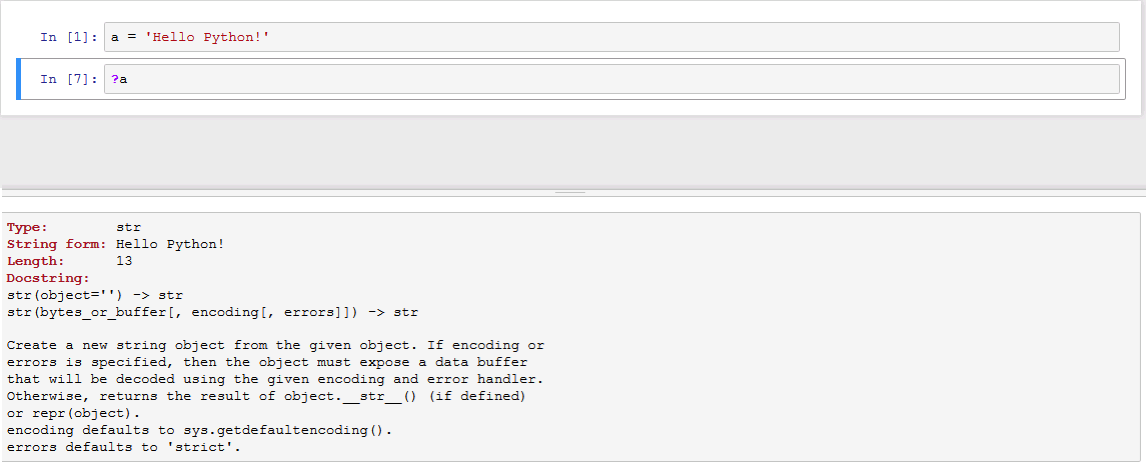 In [1]: a = 'Hello Python!'
In [7]: ?a
Type: str
String form: Hello Python!
Length: 13
Docstring:
str(object='') -> str
str(bytes_or_buffer[, encoding[, errors]]) -> str
Create a new string object from the given object. If encoding or
errors is specified, then the object must expose a data buffer
that will be decoded using the given encoding and error handler.
Otherwise, returns the result of object.__str__() (if defined)
or repr(object).
encoding defaults to sys.getdefaultencoding().
errors defaults to 'strict'.